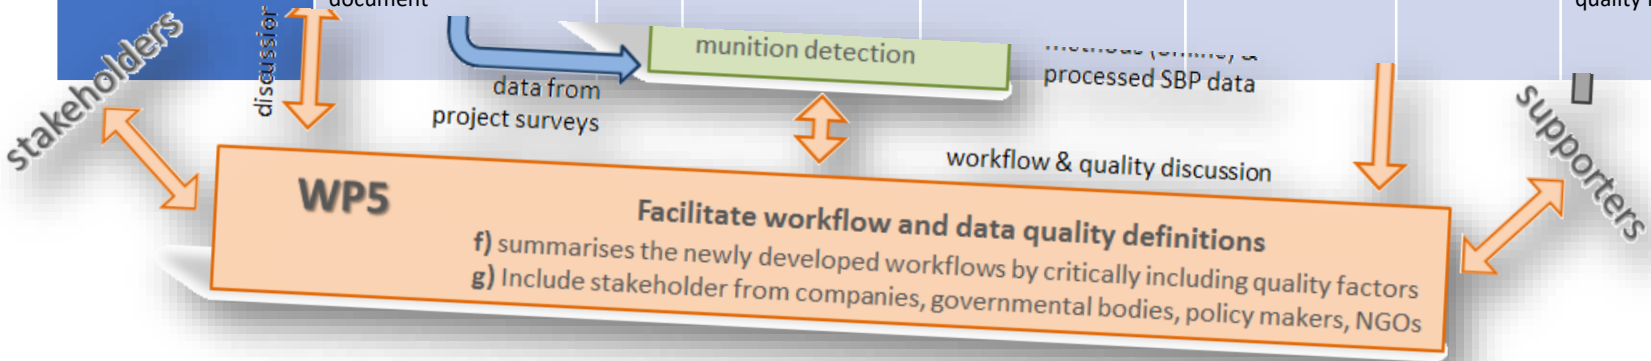 document
quality
stakeholders
discussion
munition detection
data from
project surveys
processed SBP data
supporters
workflow & quality discussion
WP5
Facilitate workflow and data quality definitions
f) summarises the newly developed workflows by critically including quality factors
g) Include stakeholder from companies, governmental bodies, policy makers, NGOs